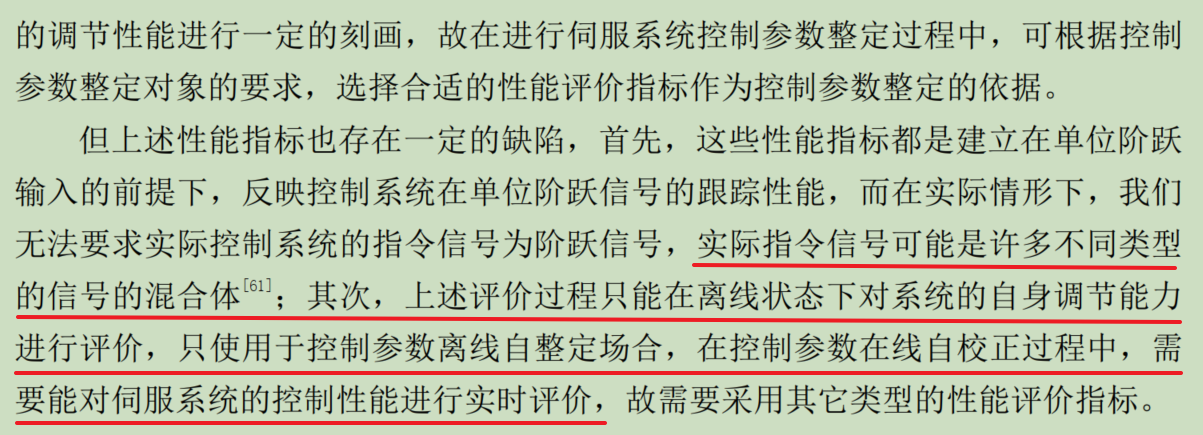 的调节性能进行一定的刻画，故在进行伺服系统控制参数整定过程中，可根据控制
参数整定对象的要求，选择合适的性能评价指标作为控制参数整定的依据。
但上述性能指标也存在一定的缺陷，首先，这些性能指标都是建立在单位阶跃
输入的前提下，反映控制系统在单位阶跃信号的跟踪性能，而在实际情形下，我们
无法要求实际控制系统的指令信号为阶跃信号，实际指令信号可能是许多不同类型
的信号的混合体[61]；其次，上述评价过程只能在离线状态下对系统的自身调节能力
进行评价，只使用于控制参数离线自整定场合，在控制参数在线自校正过程中，需
要能对伺服系统的控制性能进行实时评价，故需要采用其它类型的性能评价指标。